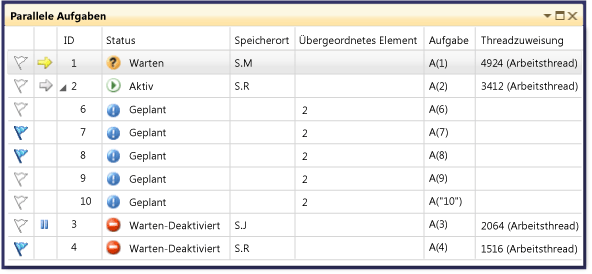 Parallele Aufgaben
ID Status Speicherort Übergeordnetes Element Aufgabe Threadzuweisung
1 Warten S.M A(1) 4924 (Arbeitsthread)
2 Aktiv S.R A(2) 3412 (Arbeitsthread)
6 Geplant 2 A(6)
7 Geplant 2 A(7)
8 Geplant 2 A(8)
9 Geplant 2 A(9)
10 Geplant 2 A("10")
3 Warten-Deaktiviert S.J A(3) 2064 (Arbeitsthread)
4 Warten-Deaktiviert S.R A(4) 1516 (Arbeitsthread)